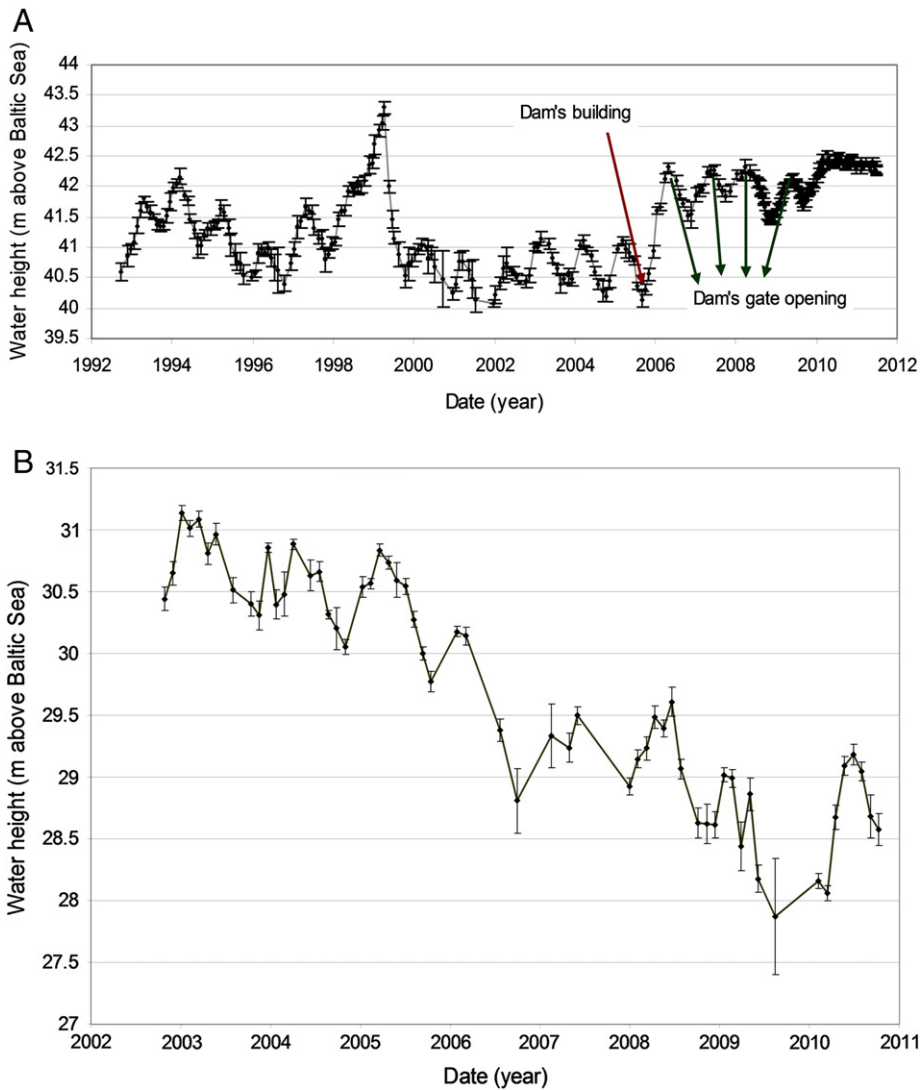 A
Water height (m above Baltic Sea)
44
43.5
43
42.5
42
41.5
41
40.5
40
39.5
Dam's building
Dam's gate opening
1992 1994 1996 1998 2000 2002 2004 2006 2008 2010 2012
Date (year)
B
Water height (m above Baltic Sea)
31.5
31
30.5
30
29.5
29
28.5
28
27.5
27
2002 2003 2004 2005 2006 2007 2008 2009 2010 2011
Date (year)